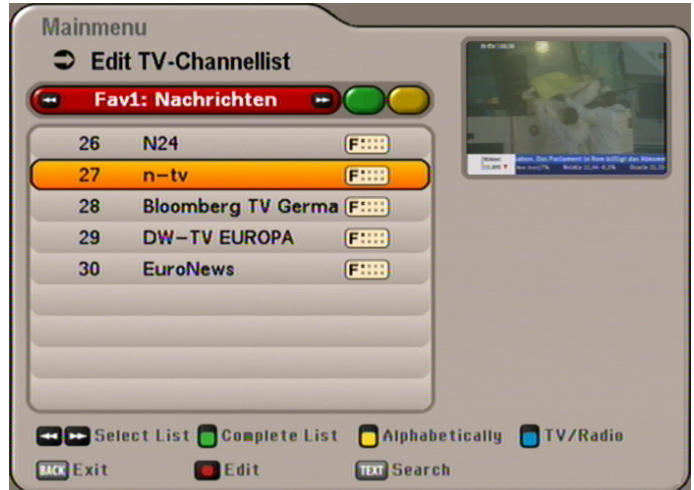 Mainmenu
Edit TV-Channellist
Fav1: Nachrichten
26 N24 F
27 n-tv F
28 Bloomberg TV Germa F
29 DW-TV EUROPA F
30 EuroNews F
Select List Complete List Alphabetically TV/Radio
BACK Exit Edit TEXT Search